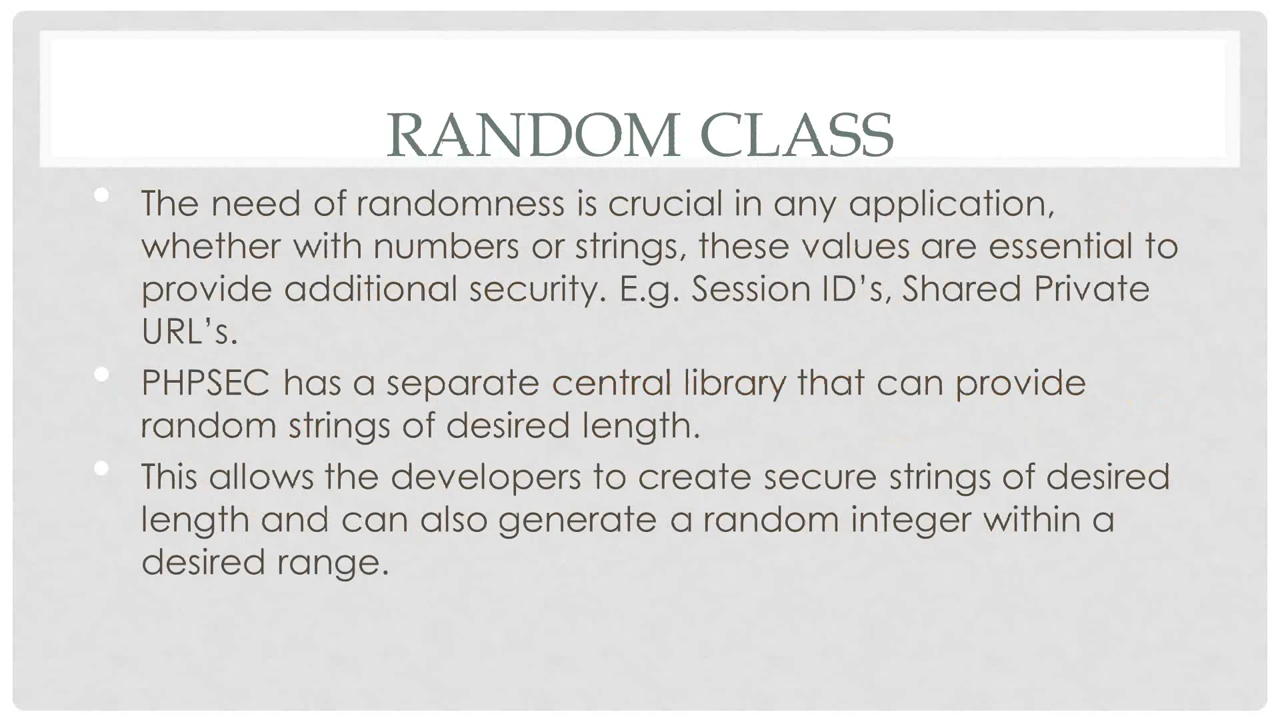 RANDOM CLASS
The need of randomness is crucial in any application,
whether with numbers or strings, these values are essential to
provide additional security. E.g. Session ID's, Shared Private
URL's.
PHPSEC has a separate central library that can provide
random strings of desired length.
This allows the developers to create secure strings of desired
length and can also generate a random integer within a
desired range.